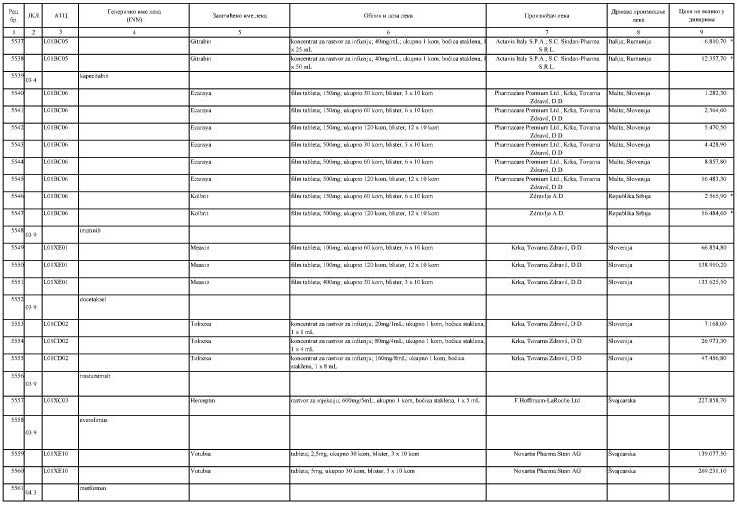 Ред. бр. ЈКЛ АТЦ Генеричко име лека (INN) Заштићено име лека Облик и доза лека Произвођач лека Држава производње лека Цена на велико у динарима
1 2 3 4 5 6 7 8 9
5537 L01BC05 Gitrabin koncentrat za rastvor za infuziju; 40mg/mL; ukupno 1 kom, bočica staklena, 1 x 25 mL Actavis Italy S.P.A.; S.C. Sindan-Pharma S.R.L. Italija; Rumunija 6.810,70 *
5538 L01BC05 Gitrabin koncentrat za rastvor za infuziju; 40mg/mL; ukupno 1 kom, bočica staklena, 1 x 50 mL Actavis Italy S.P.A.; S.C. Sindan-Pharma S.R.L. Italija; Rumunija 12.357,70 *
5539 03 4 kapecitabin
5540 L01BC06 Ecansya film tableta; 150mg; ukupno 30 kom, blister, 3 x 10 kom Pharmacare Premium Ltd.; Krka, Tovarna Zdravil, D.D. Malta; Slovenija 1.282,30
5541 L01BC06 Ecansya film tableta; 150mg; ukupno 60 kom, blister, 6 x 10 kom Pharmacare Premium Ltd.; Krka, Tovarna Zdravil, D.D. Malta; Slovenija 2.564,60
5542 L01BC06 Ecansya film tableta; 150mg; ukupno 120 kom, blister, 12 x 10 kom Pharmacare Premium Ltd.; Krka, Tovarna Zdravil, D.D. Malta; Slovenija 5.470,50
5543 L01BC06 Ecansya film tableta; 500mg; ukupno 30 kom, blister, 3 x 10 kom Pharmacare Premium Ltd.; Krka, Tovarna Zdravil, D.D. Malta; Slovenija 4.428,90
5544 L01BC06 Ecansya film tableta; 500mg; ukupno 60 kom, blister, 6 x 10 kom Pharmacare Premium Ltd.; Krka, Tovarna Zdravil, D.D. Malta; Slovenija 8.857,80
5545 L01BC06 Ecansya film tableta; 500mg; ukupno 120 kom, blister, 12 x 10 kom Pharmacare Premium Ltd.; Krka, Tovarna Zdravil, D.D. Malta; Slovenija 16.483,30
5546 L01BC06 Kolbrit film tableta; 150mg; ukupno 60 kom, blister, 6 x 10 kom Zdravlje A.D. Republika Srbija 2.565,90 *
5547 L01BC06 Kolbrit film tableta; 500mg; ukupno 120 kom, blister, 12 x 10 kom Zdravlje A.D. Republika Srbija 16.484,60 *
5548 03 9 imatinib
5549 L01XE01 Meaxin film tableta; 100mg; ukupno 60 kom, blister, 6 x 10 kom Krka, Tovarna Zdravil, D.D. Slovenija 66.854,80
5550 L01XE01 Meaxin film tableta; 100mg; ukupno 120 kom, blister, 12 x 10 kom Krka, Tovarna Zdravil, D.D. Slovenija 138.910,20
5551 L01XE01 Meaxin film tableta; 400mg; ukupno 30 kom, blister, 3 x 10 kom Krka, Tovarna Zdravil, D.D. Slovenija 133.625,50
5552 03 9 docetaksel
5553 L01CD02 Tolnexa koncentrat za rastvor za infuziju; 20mg/1mL; ukupno 1 kom, bočica staklena, 1 x 1 mL Krka, Tovarna Zdravil, D.D. Slovenija 7.168,00
5554 L01CD02 Tolnexa koncentrat za rastvor za infuziju; 80mg/4mL; ukupno 1 kom, bočica staklena, 1 x 4 mL Krka, Tovarna Zdravil, D.D. Slovenija 26.973,30
5555 L01CD02 Tolnexa koncentrat za rastvor za infuziju; 160mg/8mL; ukupno 1 kom, bočica staklena, 1 x 8 mL Krka, Tovarna Zdravil, D.D. Slovenija 47.456,80
5556 03 9 trastuzumab
5557 L01XC03 Herceptin rastvor za injekciju; 600mg/5mL; ukupno 1 kom, bočica staklena, 1 x 5 mL F.Hoffmann-LaRoche Ltd Švajcarska 227.858,70
5558 03 9 everolimus
5559 L01XE10 Votubia tableta; 2,5mg; ukupno 30 kom, blister, 3 x 10 kom Novartis Pharma Stein AG Švajcarska 139.077,50
5560 L01XE10 Votubia tableta; 5mg; ukupno 30 kom, blister, 3 x 10 kom Novartis Pharma Stein AG Švajcarska 269.231,10
5561 04 3 metformin